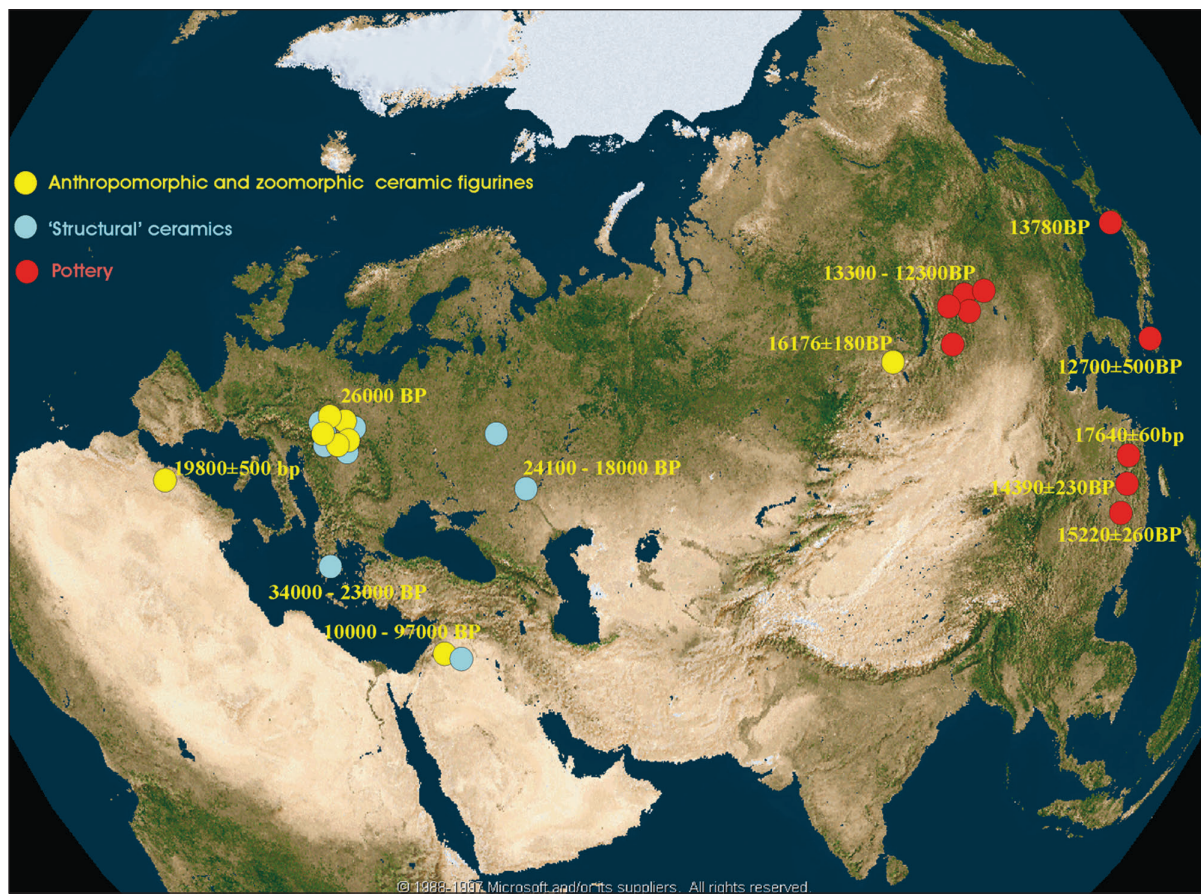 Anthropomorphic and zoomorphic ceramic figurines
'Structural' ceramics
Pottery
13780BP
13300 - 12300BP
16176±180BP
12700±500BP
26000 BP
17640±60bp
19800±500 bp
24100 - 18000 BP
14390±230BP
15220±260BP
34000 - 23000 BP
10000 - 97000 BP
© 1988-1997 Microsoft and/or its suppliers. All rights reserved.